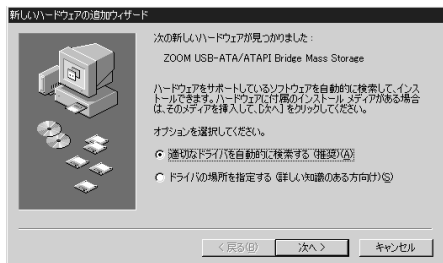 新しいハードウェアの追加ウィザード
次の新しいハードウェアが見つかりました :
ZOOM USB-ATA/ATAPI Bridge Mass Storage
ハードウェアをサポートしているソフトウェアを自動的に検索して、インス
トールできます。ハードウェアに付属のインストール メディアがある場合
は、そのメディアを挿入して、[次へ] をクリックしてください。
オプションを選択してください。
適切なドライバを自動的に検索する (推奨)(A)
ドライバの場所を指定する (詳しい知識のある方向け)(S)
< 戻る(B)
次へ >
キャンセル